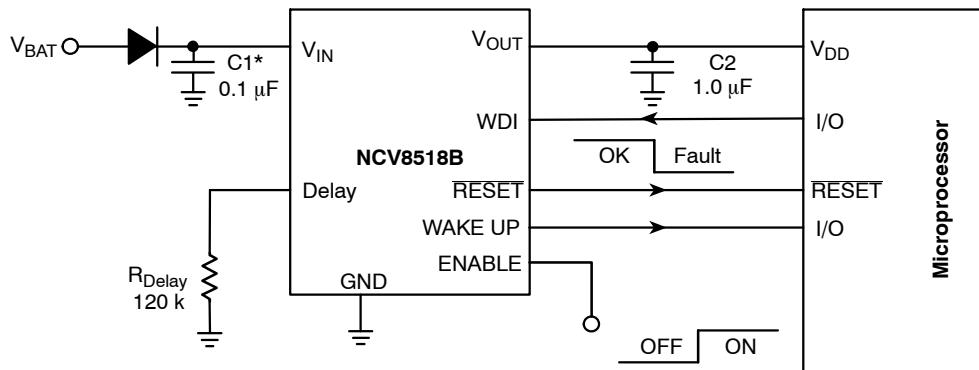 V_BAT
C1*
0.1 μF
V_IN
V_OUT
C2
1.0 μF
V_DD
WDI
I/O
NCV8518B
OK
Fault
Delay
RESET
RESET
WAKE UP
I/O
ENABLE
R_Delay
120 k
GND
OFF
ON
Microprocessor